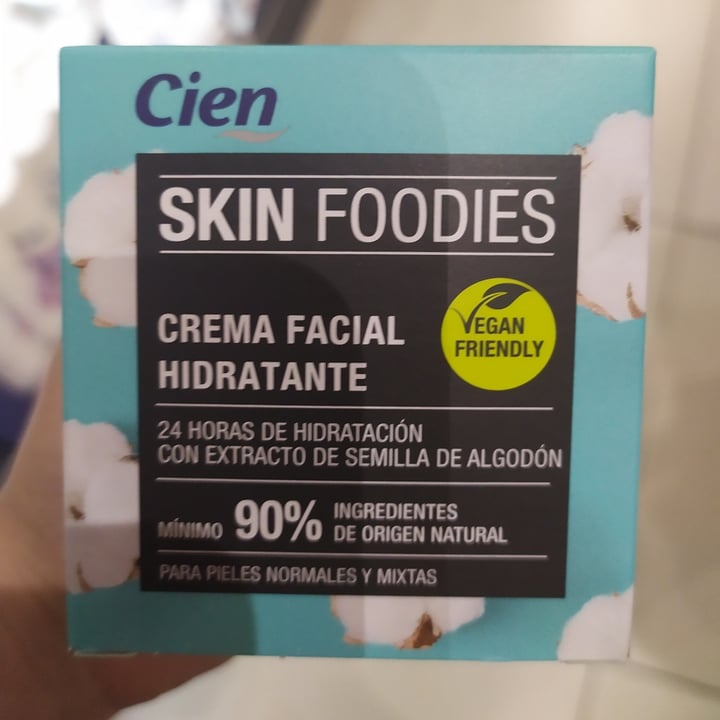 Cien
SKIN FOODIES
CREMA FACIAL
HIDRATANTE
VEGAN
FRIENDLY
24 HORAS DE HIDRATACIÓN
CON EXTRACTO DE SEMILLA DE ALGODÓN
MÍNIMO 90% INGREDIENTES
DE ORIGEN NATURAL
PARA PIELES NORMALES Y MIXTAS